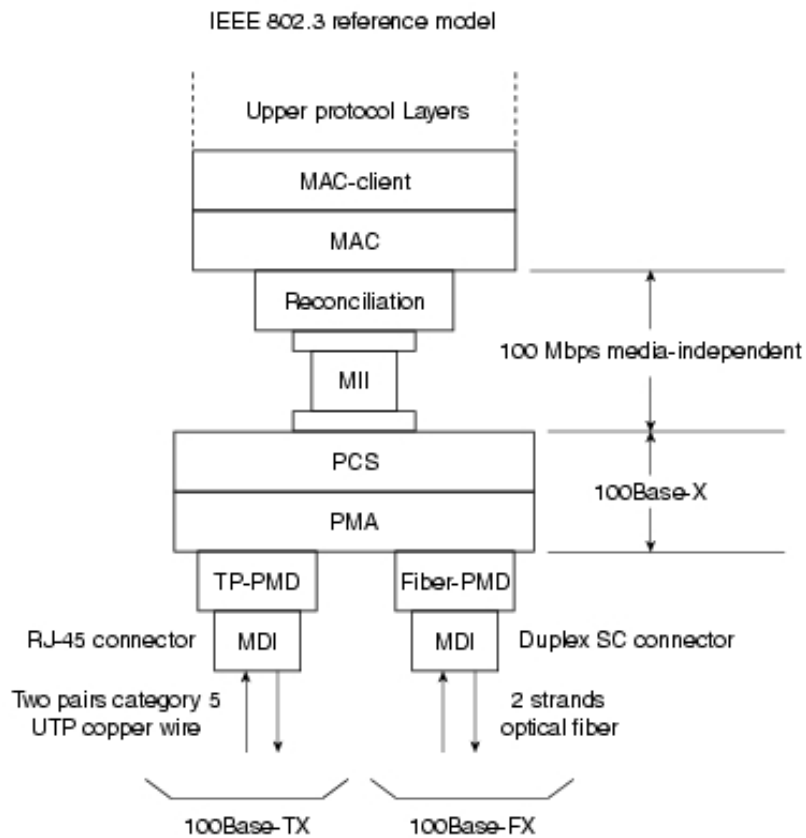 IEEE 802.3 reference model
Upper protocol Layers
MAC-client
MAC
Reconciliation
100 Mbps media-independent
MII
PCS
100Base-X
PMA
TP-PMD
Fiber-PMD
RJ-45 connector
MDI
MDI
Duplex SC connector
Two pairs category 5
UTP copper wire
2 strands
optical fiber
100Base-TX
100Base-FX